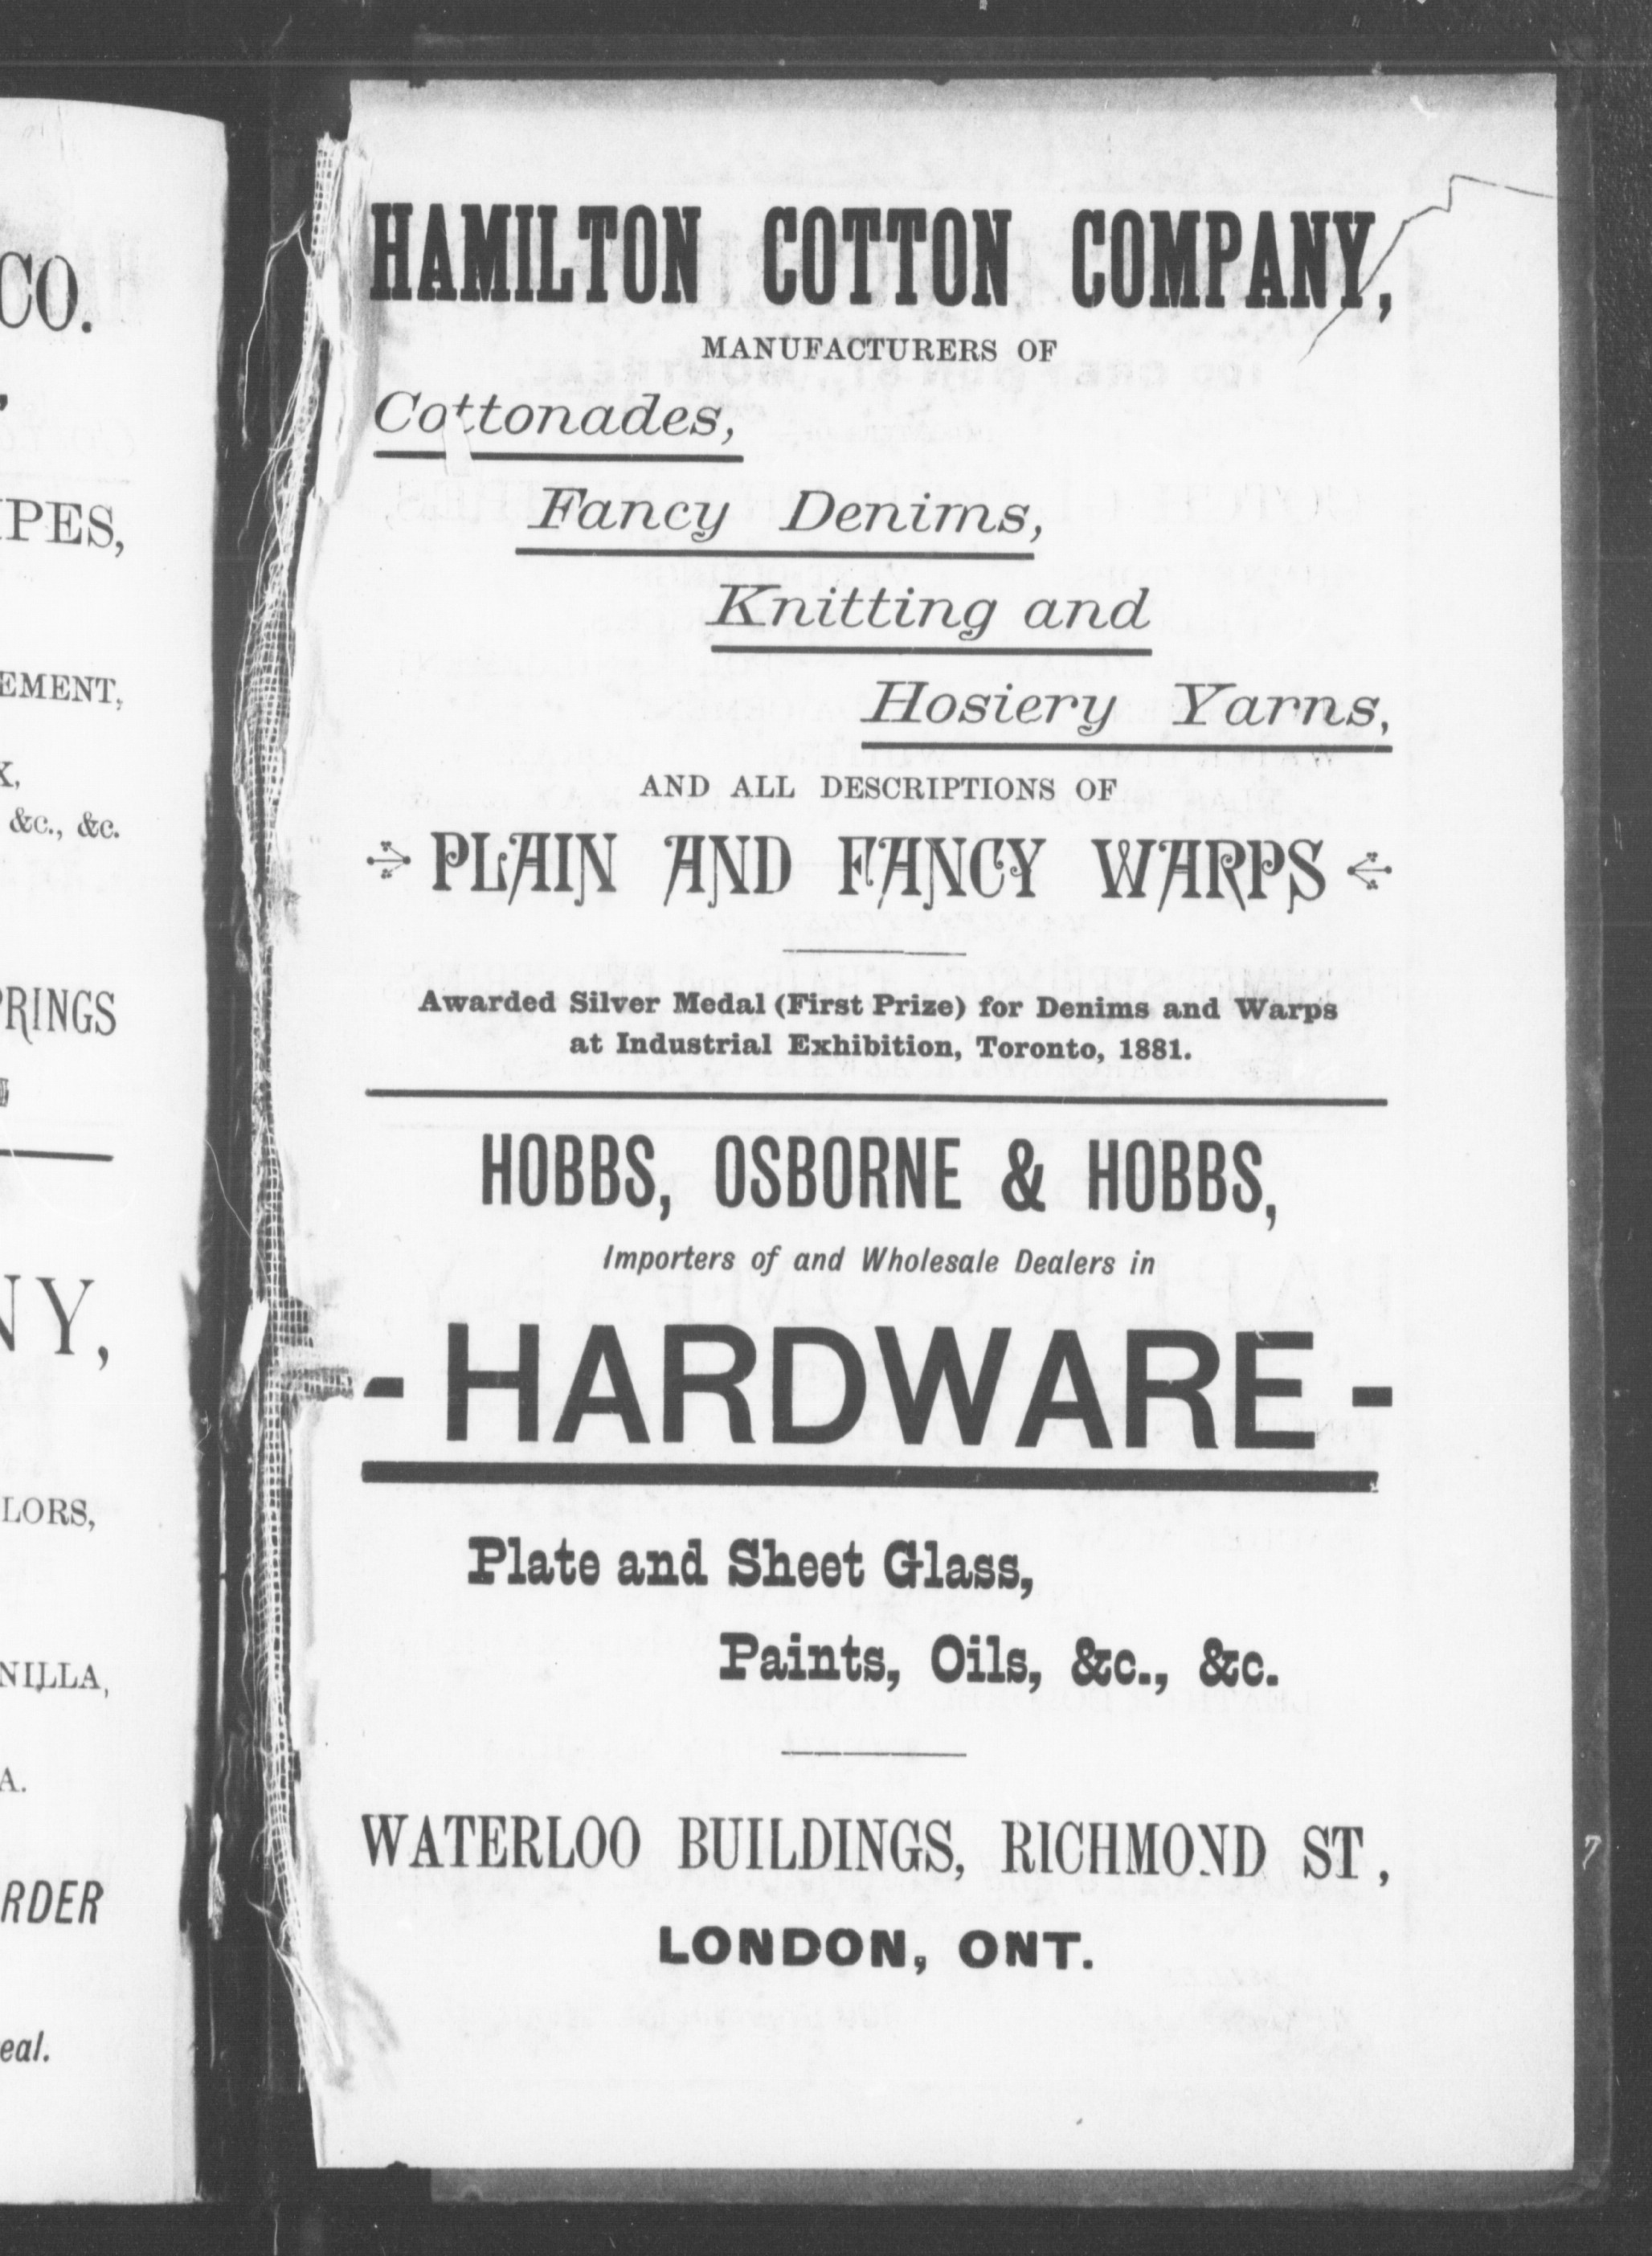 CO.
PES,
EMENT,
&c., &c.
PRINGS
NY,
LORS,
NILLA,
A.
RDER
eal.
HAMILTON COTTON COMPANY,
MANUFACTURERS OF
Cottonades,
Fancy Denims,
Knitting and
Hosiery Yarns,
AND ALL DESCRIPTIONS OF
PLAIN AND FANCY WARPS
Awarded Silver Medal (First Prize) for Denims and Warps
at Industrial Exhibition, Toronto, 1881.
HOBBS, OSBORNE & HOBBS,
Importers of and Wholesale Dealers in
- HARDWARE -
Plate and Sheet Glass,
Paints, Oils, &c., &c.
WATERLOO BUILDINGS, RICHMOND ST,
LONDON, ONT.